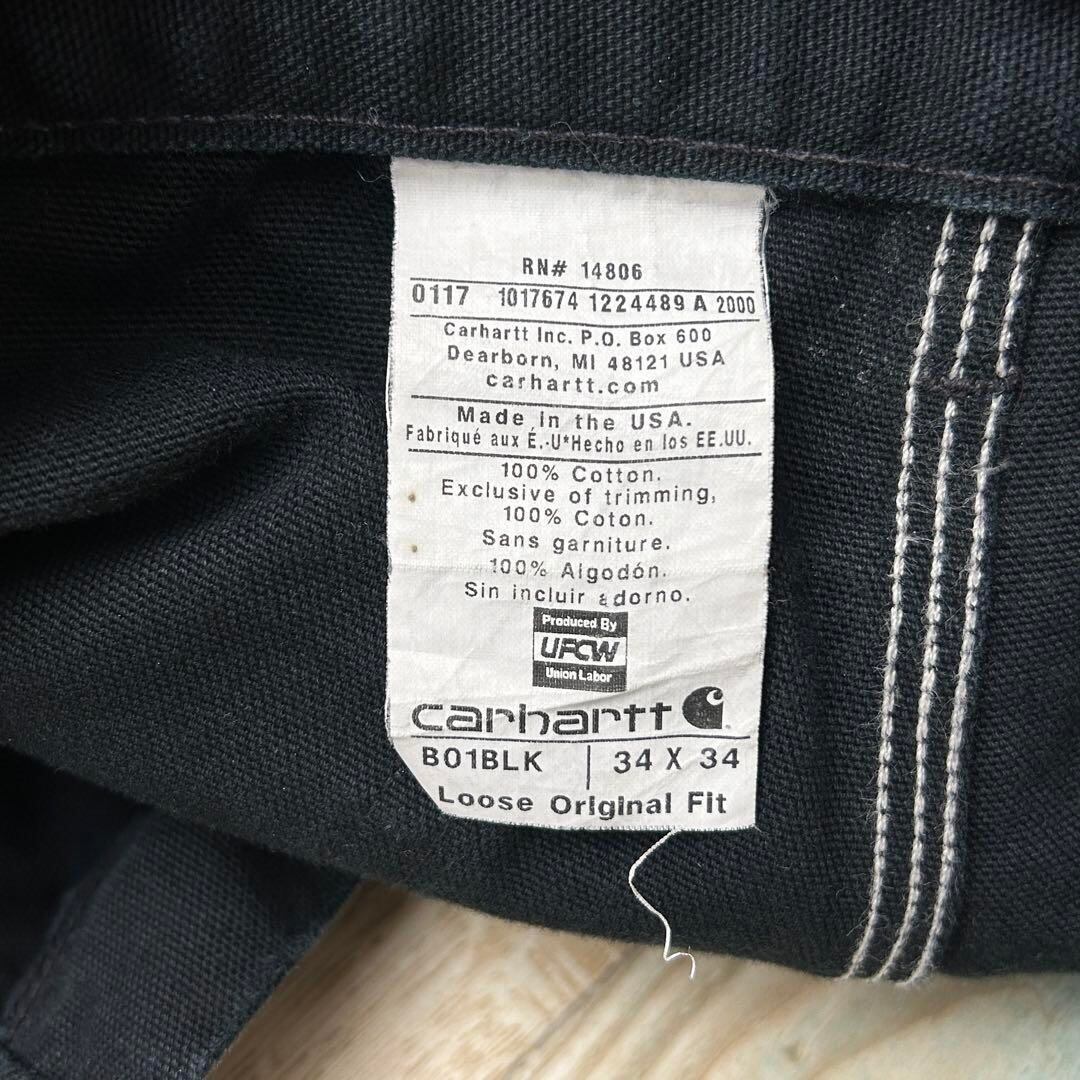 RN# 14806
0117 1017674 1224489 A 2000
Carhartt Inc. P.O. Box 600
Dearborn, MI 48121 USA
carhartt.com
Made in the USA.
Fabriqué aux É.-U*Hecho en los EE.UU.
100% Cotton.
Exclusive of trimming,
100% Coton.
Sans garniture.
100% Algodón.
Sin incluir adorno.
Produced By
UFCW
Union Labor
carhartt
B01BLK 34 X 34
Loose Original Fit